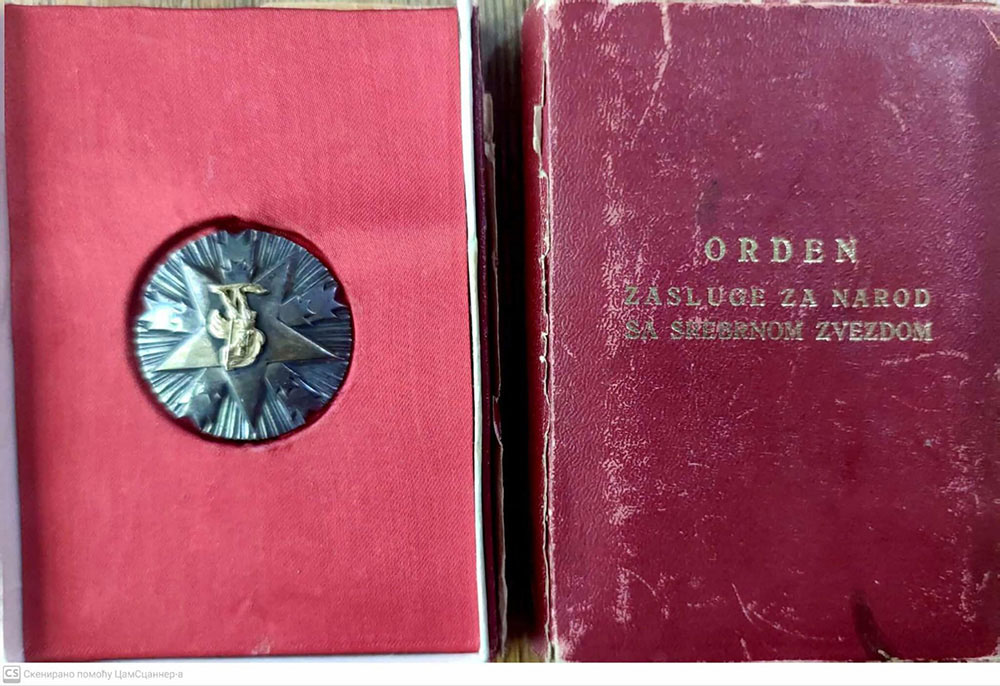 ORDEN
ZASLUGE ZA NAROD
SA SREBRNOM ZVEZDOM
CS Скенирано помоћу ЦамСцаннер-а